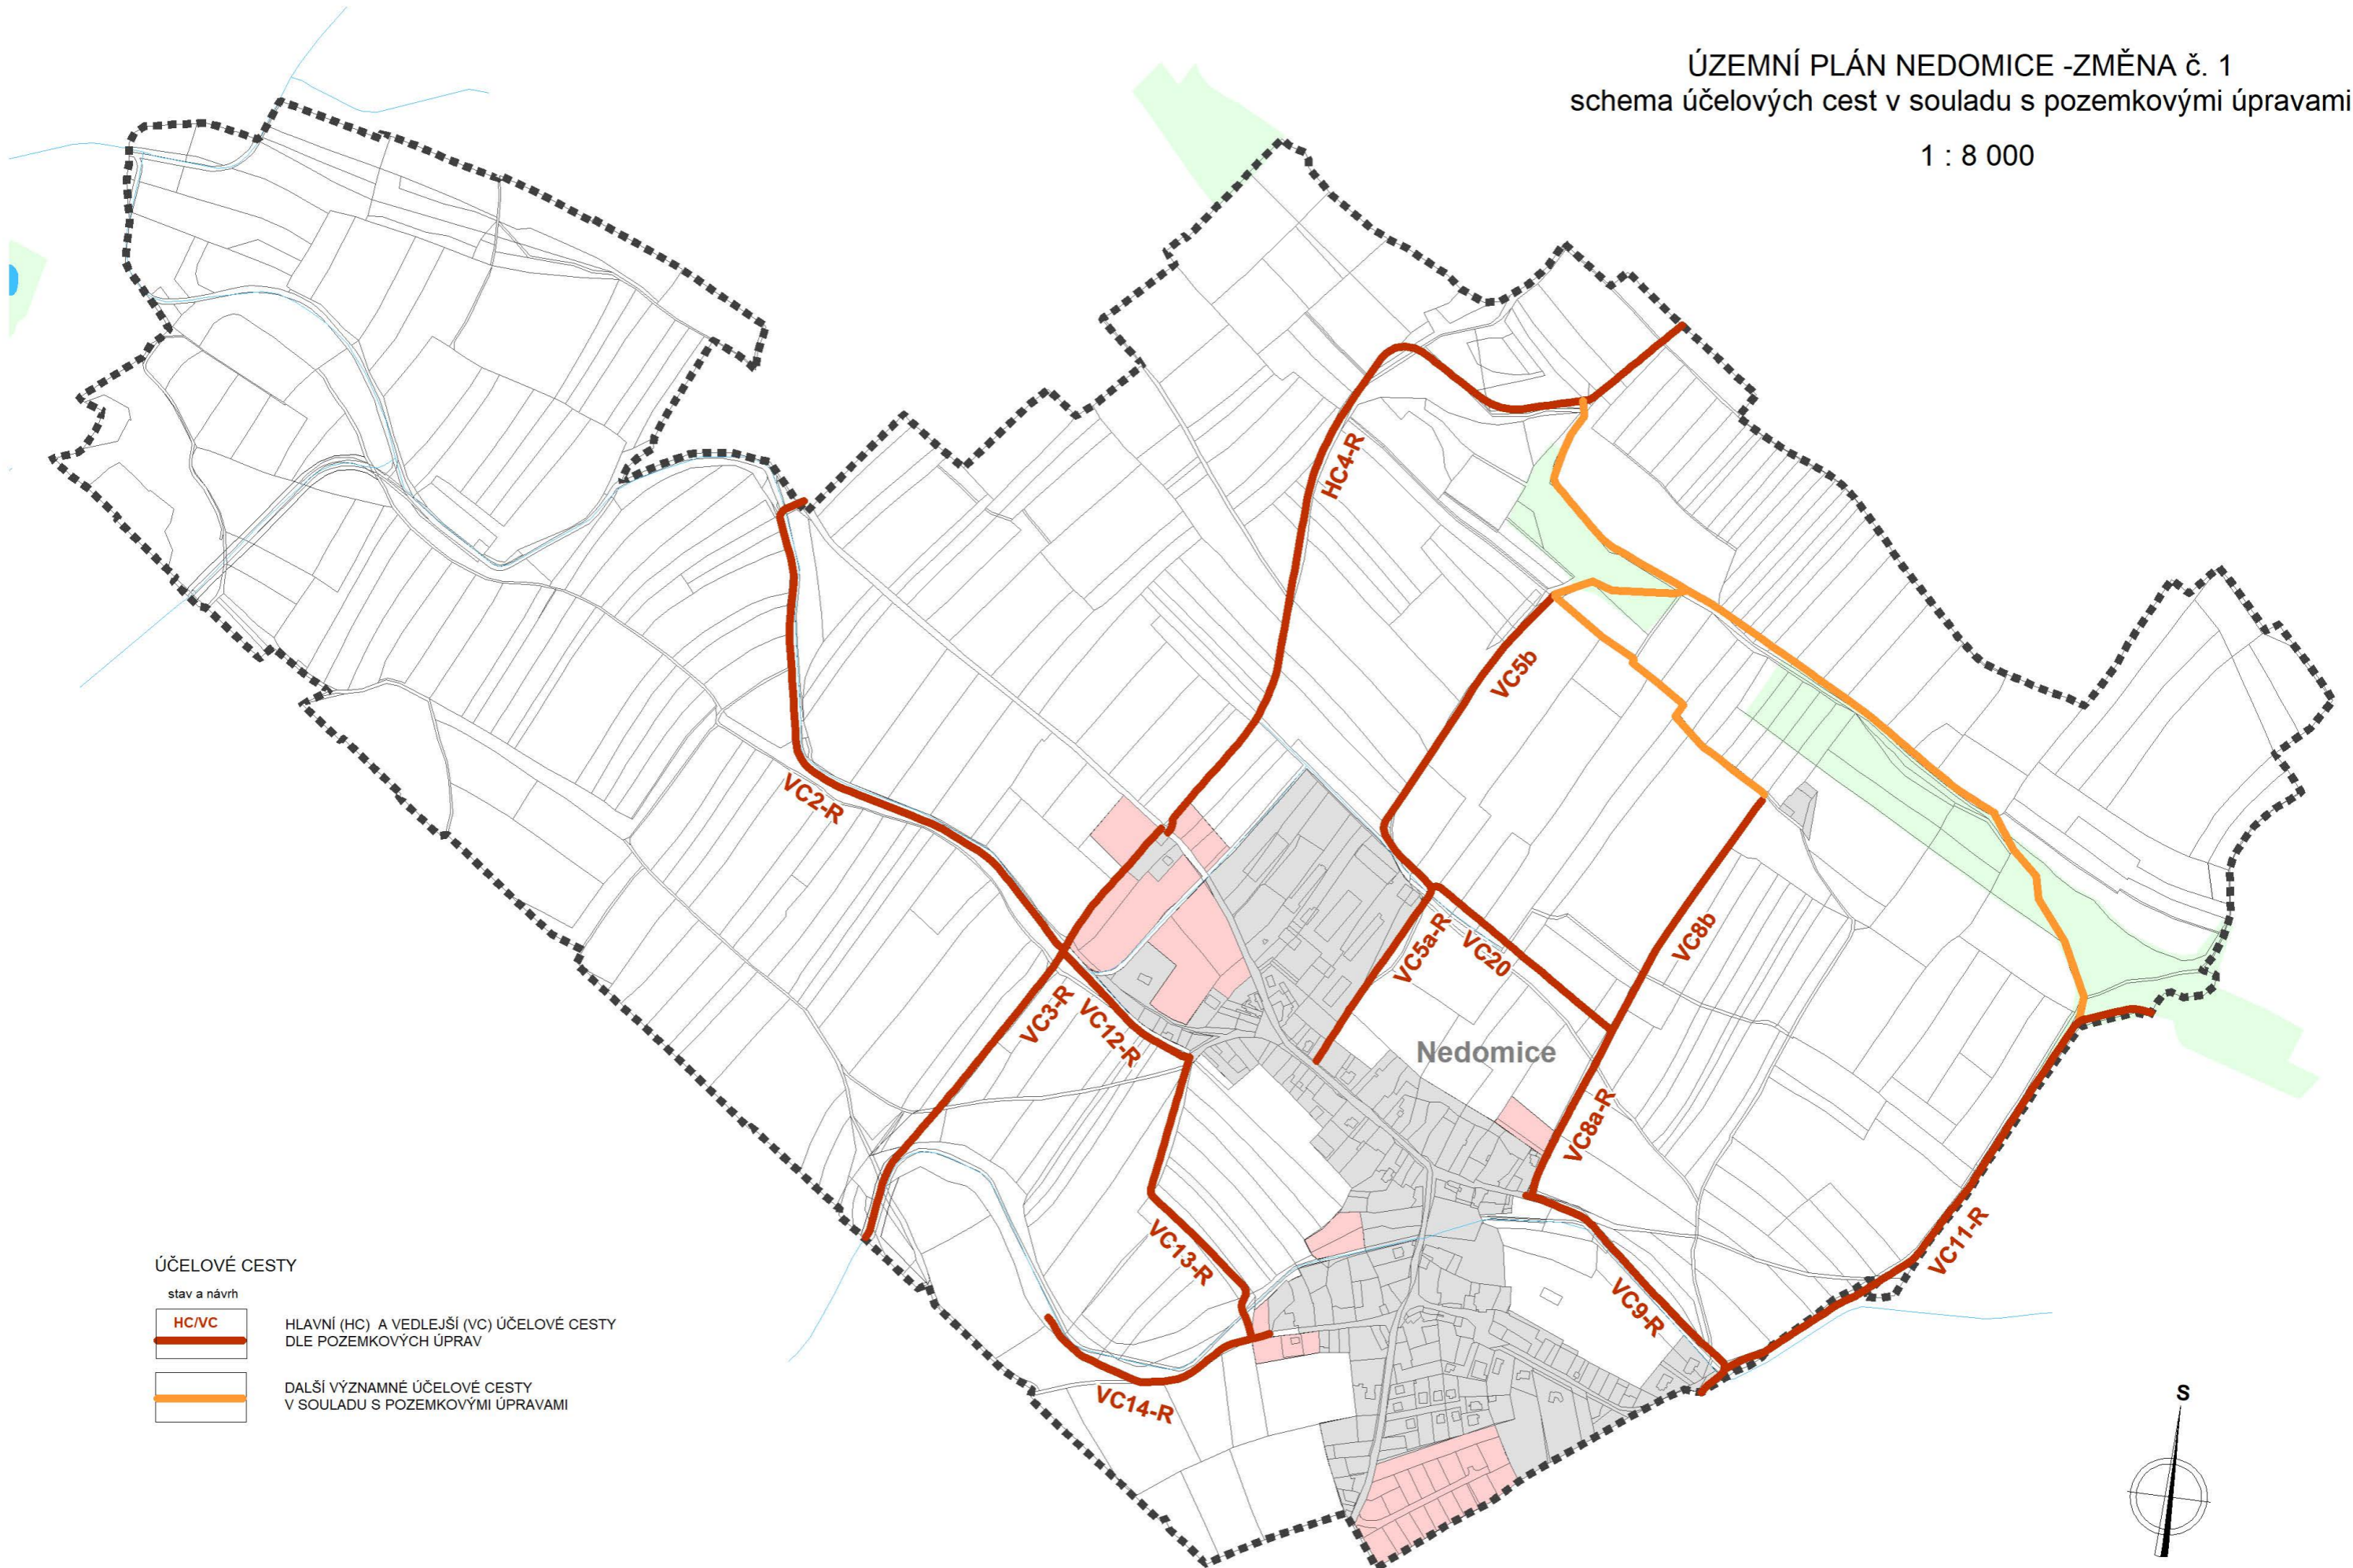 ÚZEMNÍ PLÁN NEDOMICE -ZMĚNA č. 1
schema účelových cest v souladu s pozemkovými úpravami
1 : 8 000
HC4-R
VC5b
VC2-R
VC5a-R
VC20
VC8b
VC3-R
VC12-R
Nedomice
VC8a-R
VC13-R
VC11-R
VC9-R
VC14-R
ÚČELOVÉ CESTY
stav a návrh
HC/VC
HLAVNÍ (HC) A VEDLEJŠÍ (VC) ÚČELOVÉ CESTY
DLE POZEMKOVÝCH ÚPRAV
DALŠÍ VÝZNAMNÉ ÚČELOVÉ CESTY
V SOULADU S POZEMKOVÝMI ÚPRAVAMI
S